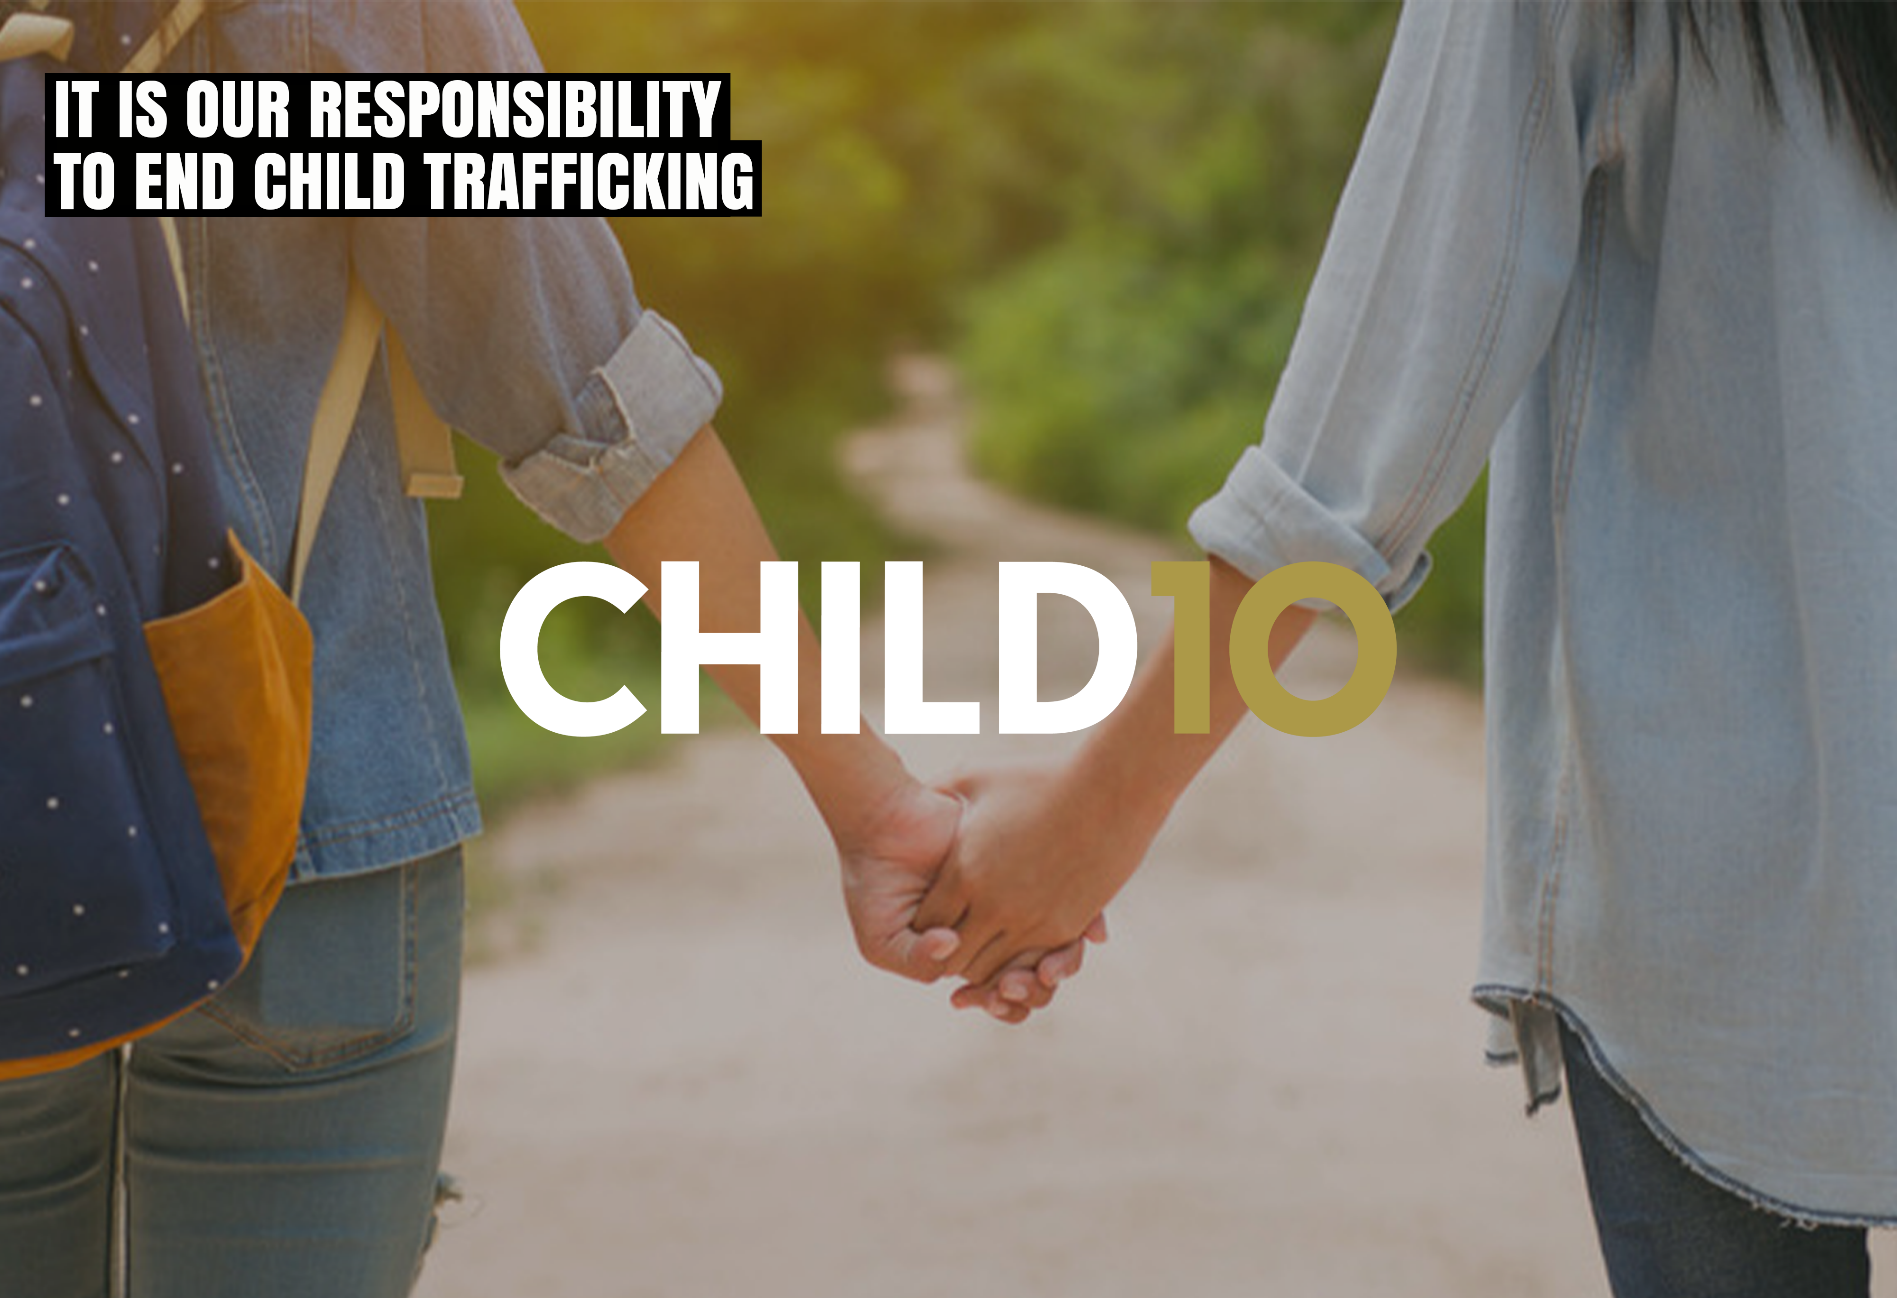 IT IS OUR RESPONSIBILITY
TO END CHILD TRAFFICKING
CHILD10